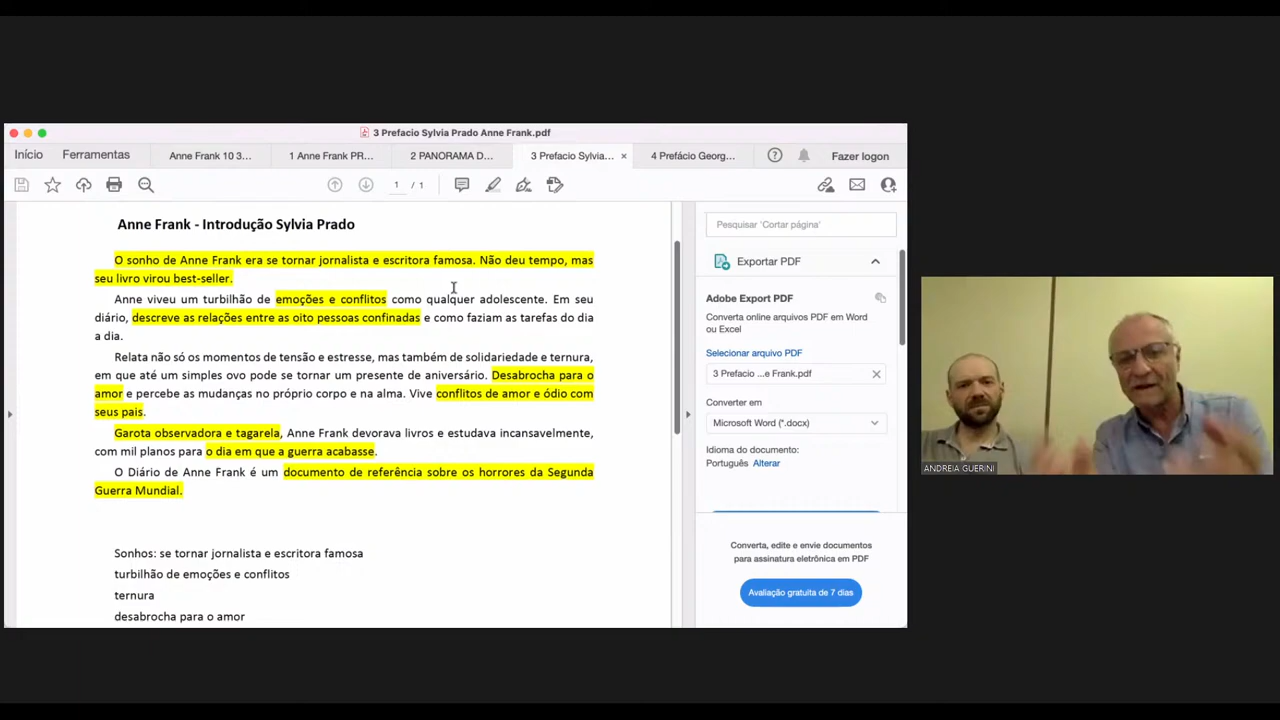 3 Prefacio Sylvia Prado Anne Frank.pdf
Início
Ferramentas
Anne Frank 10 3...
1 Anne Frank PR...
2 PANORAMA D...
3 Prefacio Sylvia...
4 Prefácio Georg...
Fazer logon
1 / 1
Anne Frank - Introdução Sylvia Prado
O sonho de Anne Frank era se tornar jornalista e escritora famosa. Não deu tempo, mas
seu livro virou best-seller.
Anne viveu um turbilhão de emoções e conflitos como qualquer adolescente. Em seu
diário, descreve as relações entre as oito pessoas confinadas e como faziam as tarefas do dia
a dia.
Relata não só os momentos de tensão e estresse, mas também de solidariedade e ternura,
em que até um simples ovo pode se tornar um presente de aniversário. Desabrocha para o
amor e percebe as mudanças no próprio corpo e na alma. Vive conflitos de amor e ódio com
seus pais.
Garota observadora e tagarela, Anne Frank devorava livros e estudava incansavelmente,
com mil planos para o dia em que a guerra acabasse.
O Diário de Anne Frank é um documento de referência sobre os horrores da Segunda
Guerra Mundial.
Sonhos: se tornar jornalista e escritora famosa
turbilhão de emoções e conflitos
ternura
desabrocha para o amor
Pesquisar 'Cortar página'
Exportar PDF
Adobe Export PDF
Converta online arquivos PDF em Word
ou Excel
Selecionar arquivo PDF
3 Prefacio ...e Frank.pdf
Converter em
Microsoft Word (*.docx)
Idioma do documento:
Português Alterar
Converta, edite e envie documentos
para assinatura eletrônica em PDF
Avaliação gratuita de 7 dias
ANDREIA GUERINI